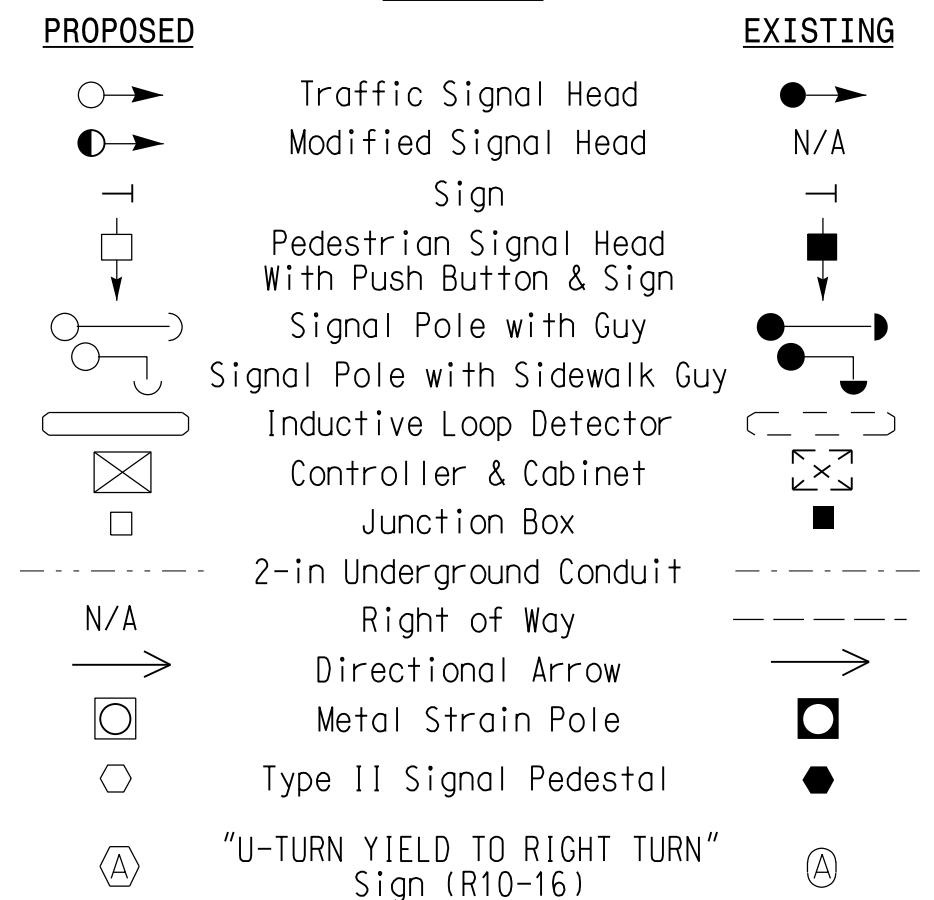 PROPOSED EXISTING
Traffic Signal Head
Modified Signal Head N/A
Sign
Pedestrian Signal Head
With Push Button & Sign
Signal Pole with Guy
Signal Pole with Sidewalk Guy
Inductive Loop Detector
Controller & Cabinet
Junction Box
2-in Underground Conduit
N/A Right of Way
Directional Arrow
Metal Strain Pole
Type II Signal Pedestal
"U-TURN YIELD TO RIGHT TURN"
A Sign (R10-16) A